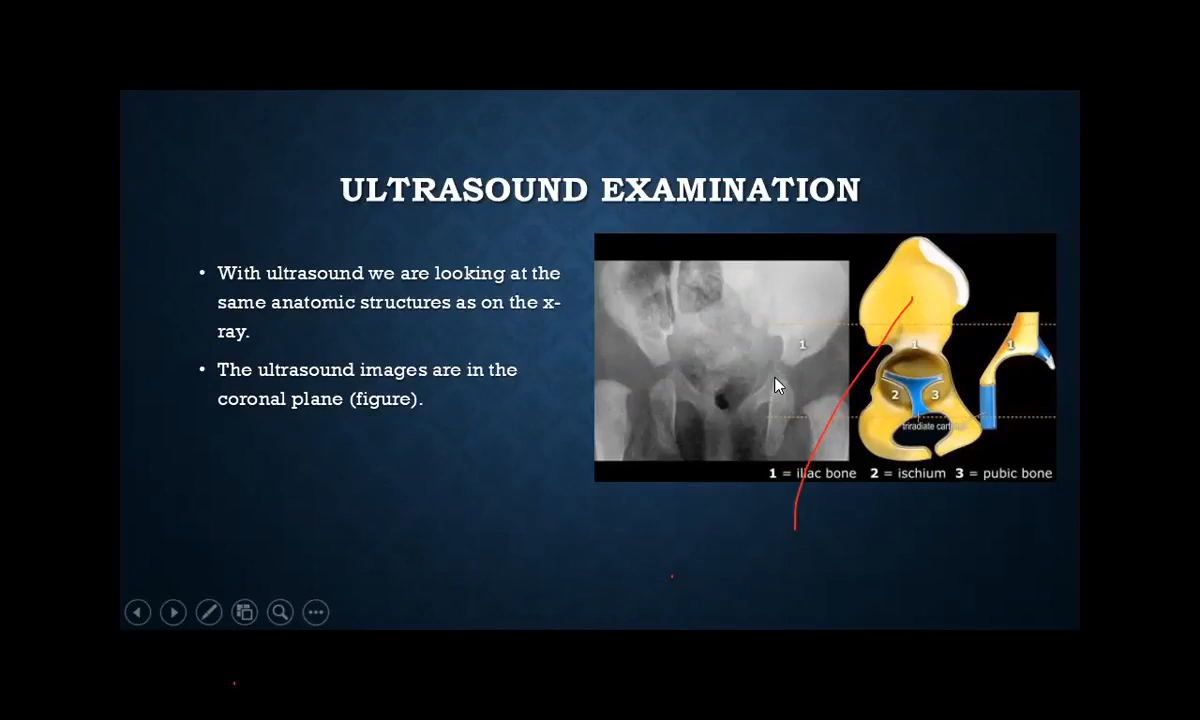 ULTRASOUND EXAMINATION
• With ultrasound we are looking at the
same anatomic structures as on the x-
ray.
• The ultrasound images are in the
coronal plane (figure).
1
1
1
2
3
triradiate
1 = iliac bone 2 = ischium 3 = pubic bone